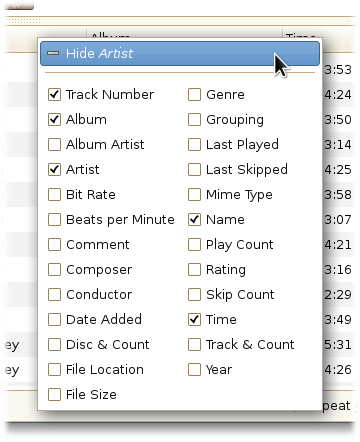 Album Time
Hide Artist
Track Number Genre
Album Grouping
Album Artist Last Played
Artist Last Skipped
Bit Rate Mime Type
Beats per Minute Name
Comment Play Count
Composer Rating
Conductor Skip Count
Date Added Time
Disc & Count Track & Count
File Location Year
File Size
3:53
4:24
3:50
3:14
4:25
3:58
3:07
4:21
3:16
2:29
3:49
ey 5:31
ey 4:26
peat